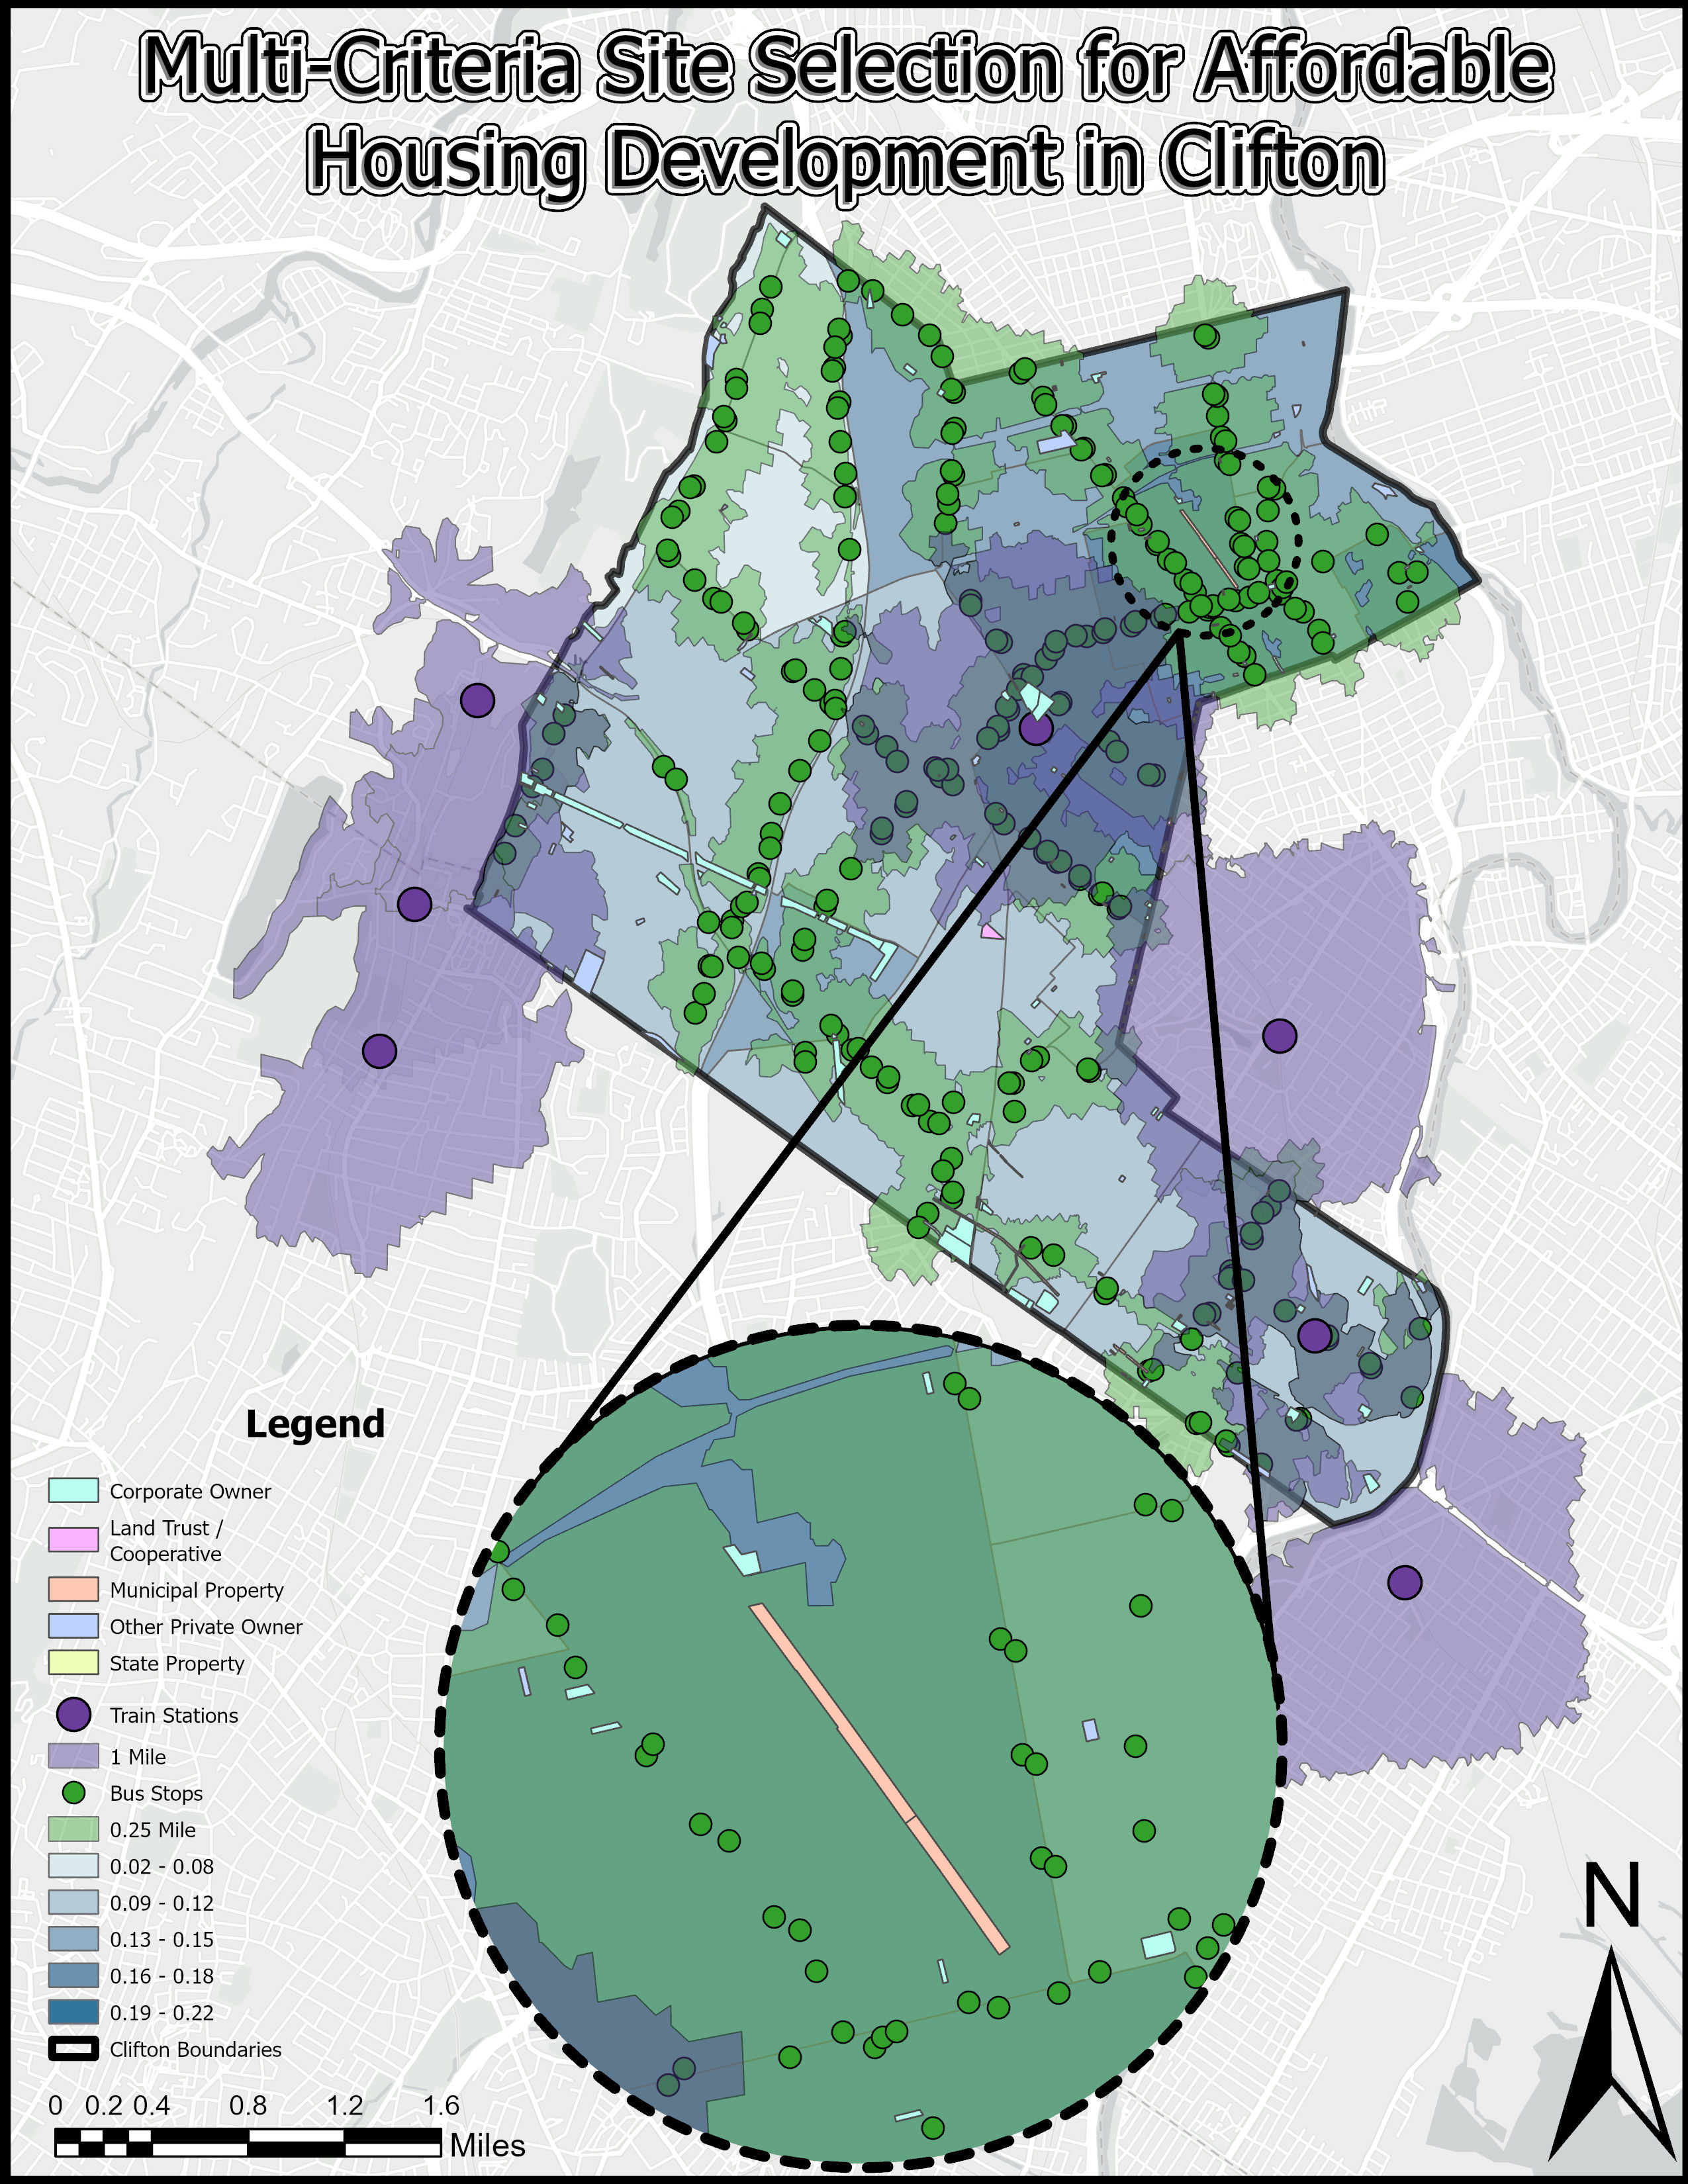 Multi-Criteria Site Selection for Affordable
Housing Development in Clifton
Legend
Corporate Owner
Land Trust /
Cooperative
Municipal Property
Other Private Owner
State Property
Train Stations
1 Mile
Bus Stops
0.25 Mile
0.02 - 0.08
0.09 - 0.12
0.13 - 0.15
0.16 - 0.18
0.19 - 0.22
Clifton Boundaries
0 0.2 0.4 0.8 1.2 1.6
Miles
N